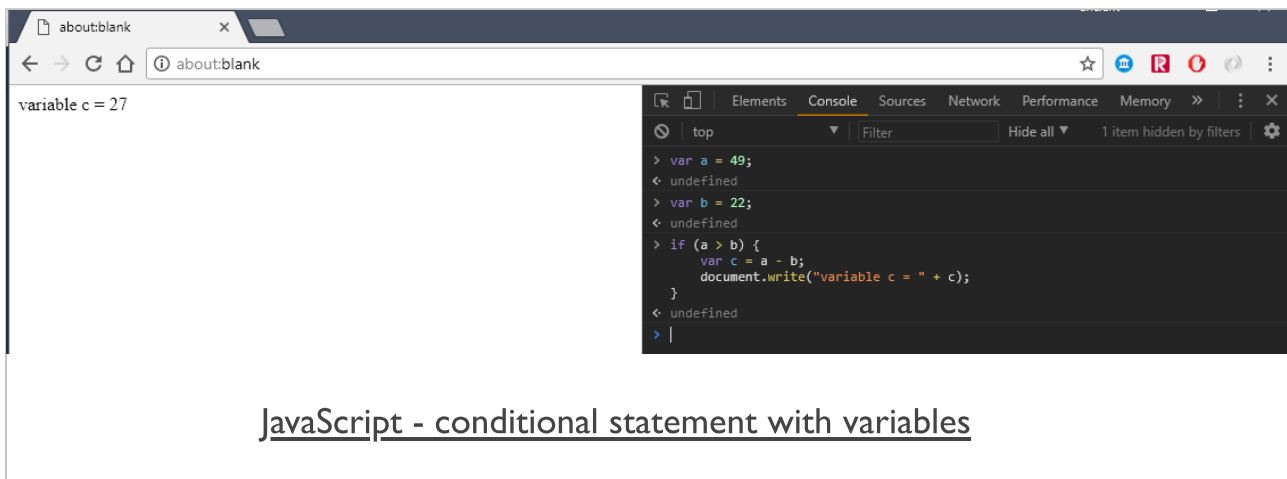 about:blank
about:blank
variable c = 27
Elements Console Sources Network Performance Memory »
top Filter Hide all 1 item hidden by filters
> var a = 49;
undefined
> var b = 22;
undefined
> if (a > b) {
var c = a - b;
document.write("variable c = " + c);
}
undefined
>
JavaScript - conditional statement with variables